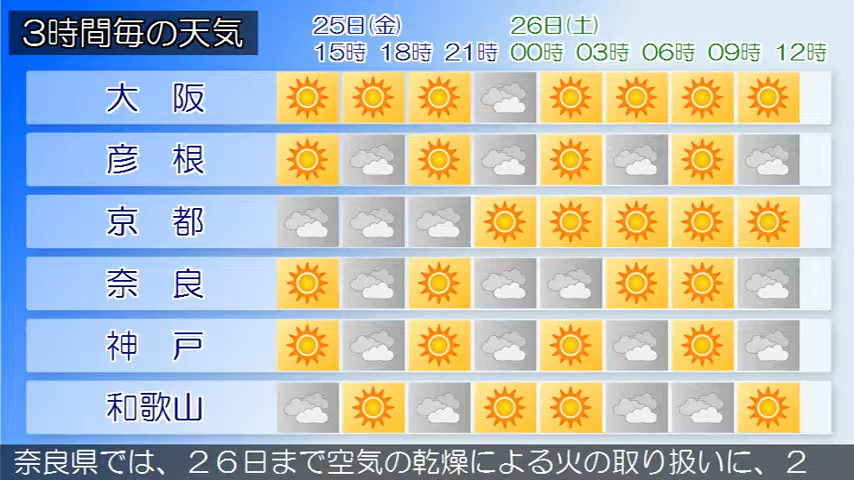 3時間毎の天気
25日(金) 26日(土)
15時 18時 21時 00時 03時 06時 09時 12時
大 阪
彦 根
京 都
奈 良
神 戸
和歌山
奈良県では、２６日まで空気の乾燥による火の取り扱いに、２